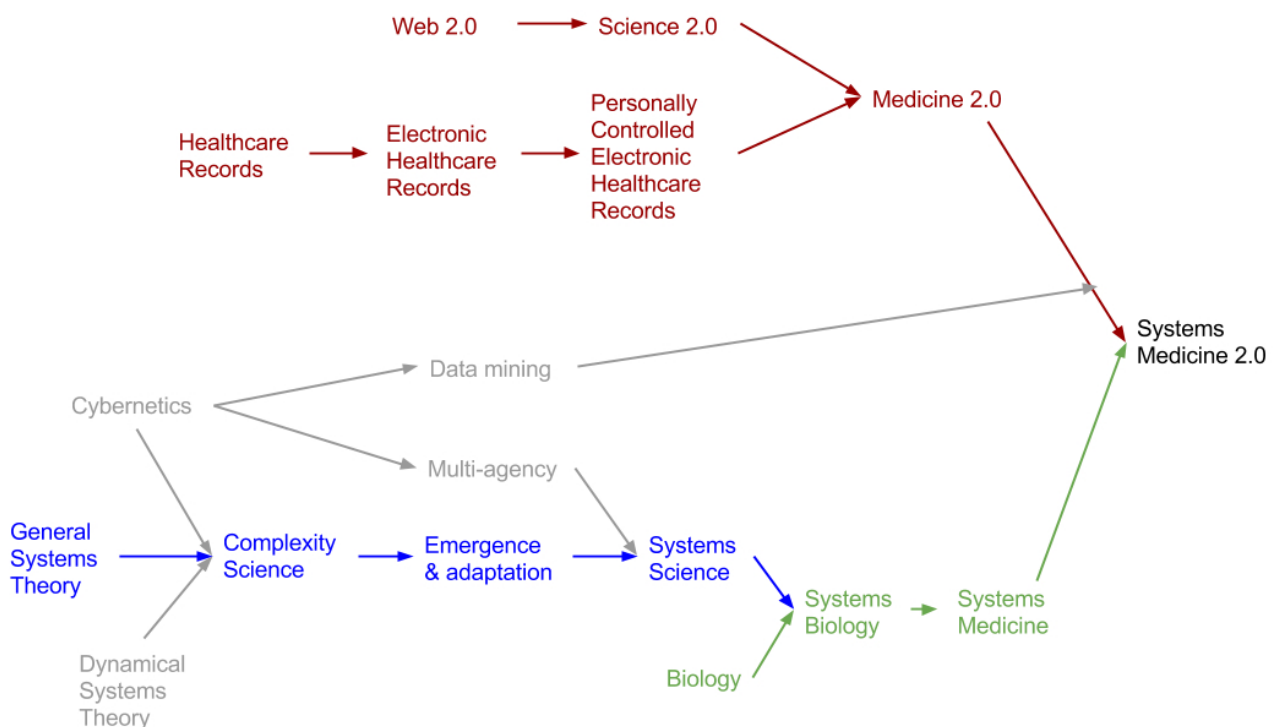 Web 2.0
Science 2.0
Medicine 2.0
Healthcare
Records
Electronic
Healthcare
Records
Personally
Controlled
Electronic
Healthcare
Records
Systems
Medicine 2.0
Data mining
Cybernetics
Multi-agency
General
Systems
Theory
Complexity
Science
Emergence
& adaptation
Systems
Science
Systems
Biology
Systems
Medicine
Biology
Dynamical
Systems
Theory